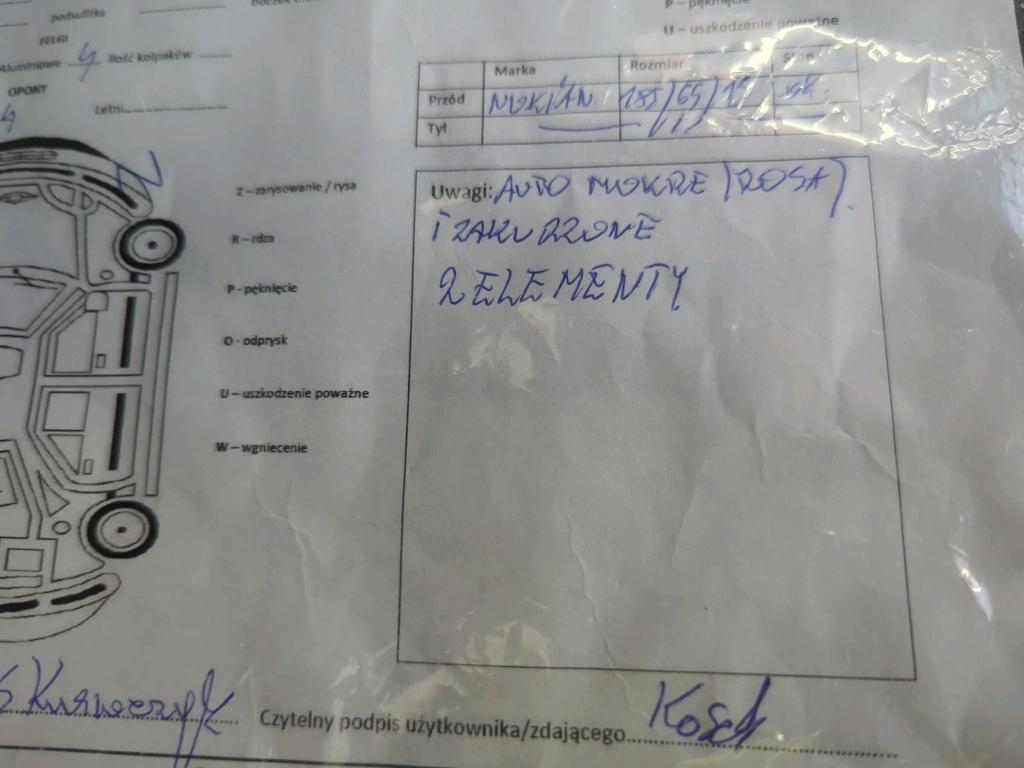 podsufitka
P – pęknięcie
U – uszkodzenie poważne
FELGI
Aluminiowe 4 Ilość kołpaków
OPONY
4 Letni
Marka Rozmiar
Przód NOKIAN. 185/65/15
Tył
Z – zarysowanie / rysa
R – rdza
P - pęknięcie
O - odprysk
U – uszkodzenie poważne
W – wgniecenie
Uwagi: AUTO MOKRE (ROSA).
I ZAKURZONE
2 ELEMENTY
Czytelny podpis użytkownika/zdającego